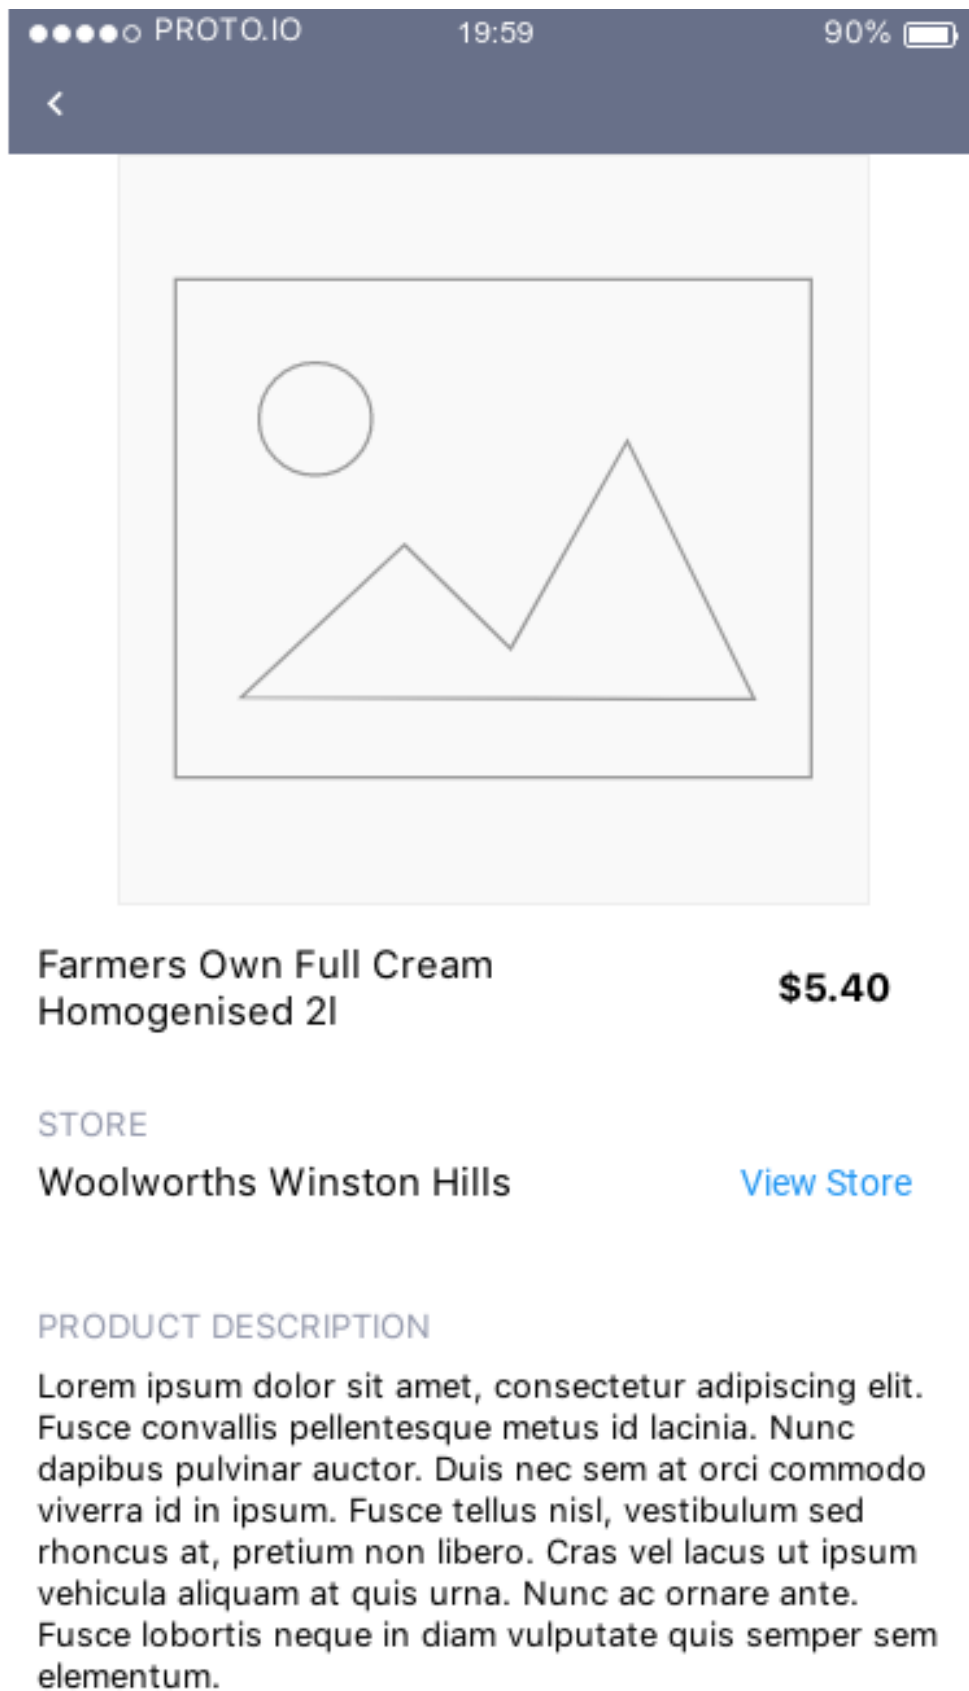 PROTO.IO 19:59 90%
Farmers Own Full Cream
Homogenised 2l
$5.40
STORE
Woolworths Winston Hills View Store
PRODUCT DESCRIPTION
Lorem ipsum dolor sit amet, consectetur adipiscing elit.
Fusce convallis pellentesque metus id lacinia. Nunc
dapibus pulvinar auctor. Duis nec sem at orci commodo
viverra id in ipsum. Fusce tellus nisl, vestibulum sed
rhoncus at, pretium non libero. Cras vel lacus ut ipsum
vehicula aliquam at quis urna. Nunc ac ornare ante.
Fusce lobortis neque in diam vulputate quis semper sem
elementum.